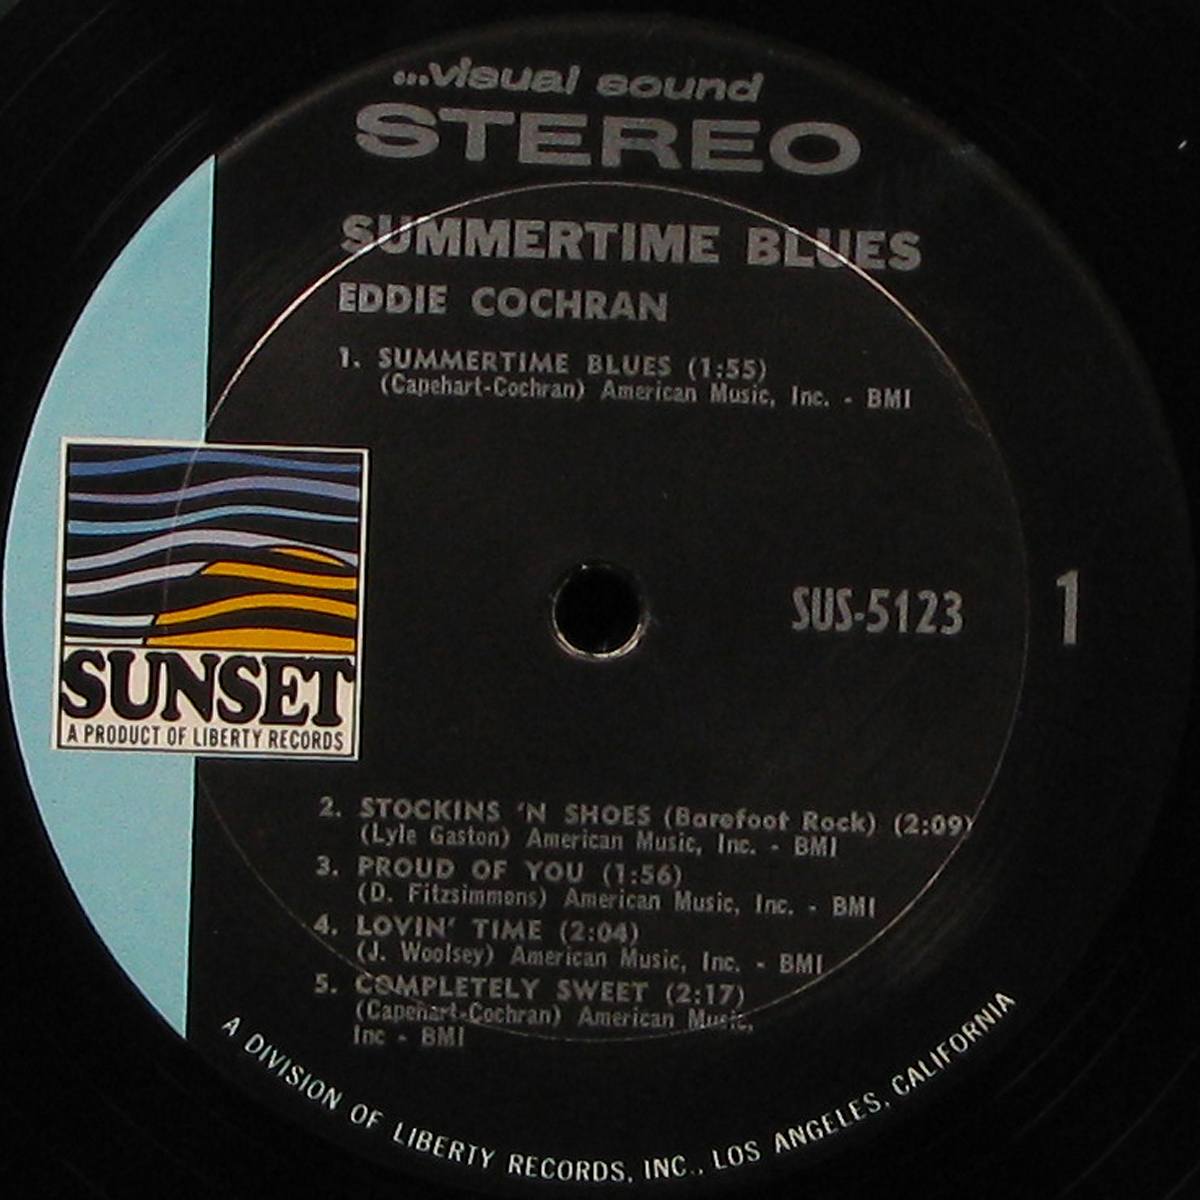 ...visual sound
STEREO
SUMMERTIME BLUES
EDDIE COCHRAN
1. SUMMERTIME BLUES (1:55)
(Capehart-Cochran) American Music, Inc. - BMI
SUS-5123
1
SUNSET
A PRODUCT OF LIBERTY RECORDS
2. STOCKINS 'N SHOES (Barefoot Rock) (2:09)
(Lyle Gaston) American Music, Inc. - BMI
3. PROUD OF YOU (1:56)
(D. Fitzsimmons) American Music, Inc. - BMI
4. LOVIN' TIME (2:04)
(J. Woolsey) American Music, Inc. - BMI
5. COMPLETELY SWEET (2:17)
(Capehart-Cochran) American Music,
Inc - BMI
A DIVISION OF LIBERTY RECORDS, INC., LOS ANGELES, CALIFORNIA